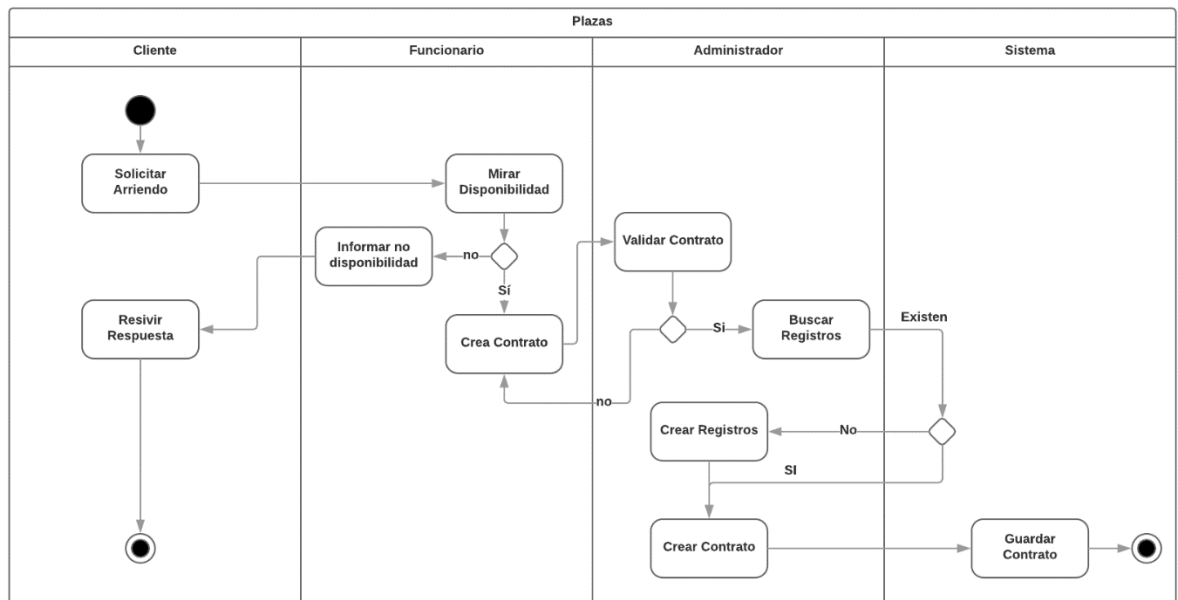 Plazas
Cliente
Funcionario
Administrador
Sistema
Solicitar
Arriendo
Mirar
Disponibilidad
Informar no
disponibilidad
no
Sí
Validar Contrato
Resivir
Respuesta
Crea Contrato
Si
Buscar
Registros
Existen
no
Crear Registros
No
SI
Crear Contrato
Guardar
Contrato